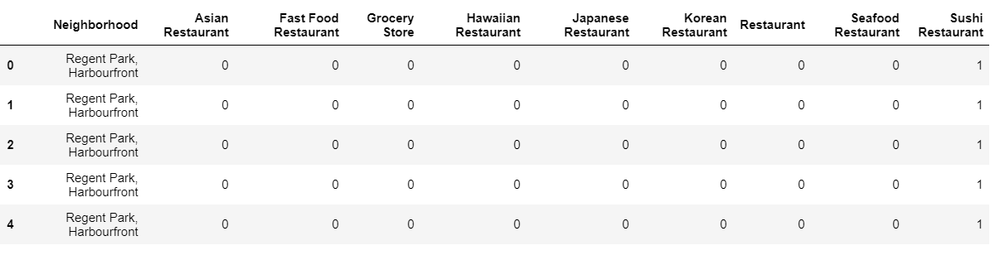 Neighborhood Asian Restaurant Fast Food Restaurant Grocery Store Hawaiian Restaurant Japanese Restaurant Korean Restaurant Restaurant Seafood Restaurant Sushi Restaurant
0 Regent Park, Harbourfront 0 0 0 0 0 0 0 0 1
1 Regent Park, Harbourfront 0 0 0 0 0 0 0 0 1
2 Regent Park, Harbourfront 0 0 0 0 0 0 0 0 1
3 Regent Park, Harbourfront 0 0 0 0 0 0 0 0 1
4 Regent Park, Harbourfront 0 0 0 0 0 0 0 0 1